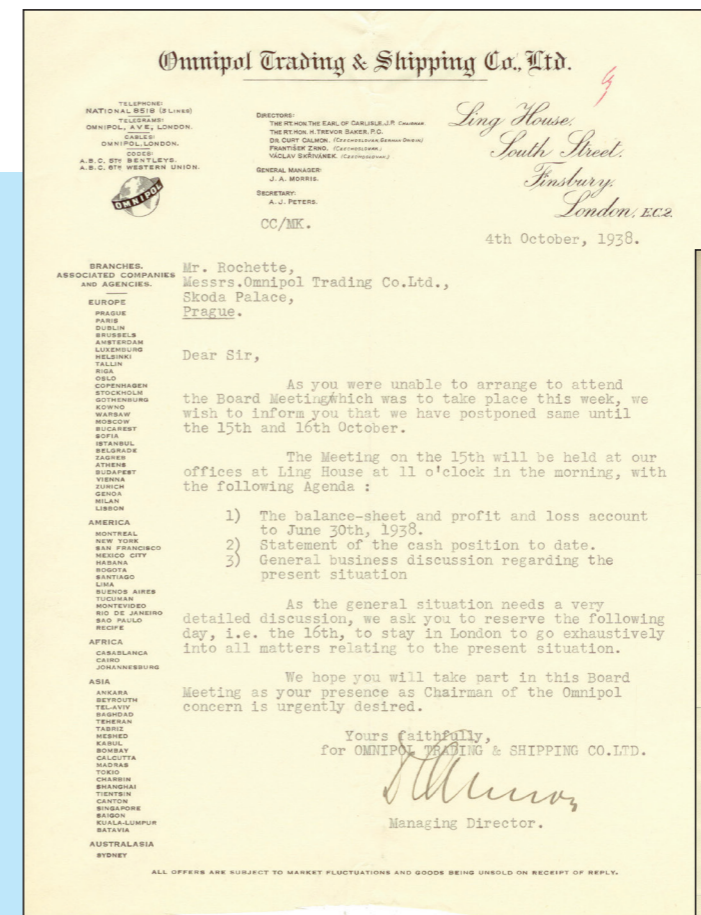 Omnipol Trading & Shipping Co., Ltd.
TELEPHONE:
NATIONAL 8518 (3 LINES)
TELEGRAMS:
OMNIPOL, AVE, LONDON.
CABLES:
OMNIPOL, LONDON.
CODES:
A.B.C. 5TH BENTLEYS.
A.B.C. 6TH WESTERN UNION.
OMNIPOL
DIRECTORS:
THE RT. HON. THE EARL OF CARLISLE, J.P. CHAIRMAN
THE RT. HON. H. TREVOR BAKER, P.C.
DR. CURT CALMON. (CZECHOSLOVAK, GERMAN ORIGIN)
FRANTIŠEK ZÁNO. (CZECHOSLOVAK.)
VÁCLAV SKŘIVÁNEK. (CZECHOSLOVAK.)
GENERAL MANAGER:
J. A. MORRIS.
SECRETARY:
A. J. PETERS.
Ling House,
South Street,
Finsbury,
London, E.C.2.
CC/MK.
4th October, 1938.
BRANCHES,
ASSOCIATED COMPANIES
AND AGENCIES.
EUROPE
PRAGUE
PARIS
DUBLIN
BRUSSELS
AMSTERDAM
LUXEMBURG
HELSINKI
TALLIN
RIGA
OSLO
COPENHAGEN
STOCKHOLM
GOTHENBURG
KOWNO
WARSAW
MOSCOW
BUCAREST
SOFIA
ISTANBUL
BELGRADE
ZAGREB
ATHENS
BUDAPEST
VIENNA
ZURICH
GENOA
MILAN
LISBON
AMERICA
MONTREAL
NEW YORK
SAN FRANCISCO
MEXICO CITY
HABANA
BOGOTA
SANTIAGO
LIMA
BUENOS AIRES
TUCUMAN
MONTEVIDEO
RIO DE JANEIRO
SAO PAULO
RECIFE
AFRICA
CASABLANCA
CAIRO
JOHANNESBURG
ASIA
ANKARA
BEYROUTH
TEL-AVIV
BAGHDAD
TEHERAN
TABRIZ
MESHED
KABUL
BOMBAY
CALCUTTA
MADRAS
TOKIO
CHARBIN
SHANGHAI
TIENTSIN
CANTON
SINGAPORE
SAIGON
KUALA-LUMPUR
BATAVIA
AUSTRALASIA
SYDNEY
Mr. Rochette,
Messrs.Omnipol Trading Co.Ltd.,
Skoda Palace,
Prague.
Dear Sir,
As you were unable to arrange to attend
the Board Meeting/which was to take place this week, we
wish to inform you that we have postponed same until
the 15th and 16th October.
The Meeting on the 15th will be held at our
offices at Ling House at 11 o'clock in the morning, with
the following Agenda :
1) The balance-sheet and profit and loss account
to June 30th, 1938.
2) Statement of the cash position to date.
3) General business discussion regarding the
present situation
As the general situation needs a very
detailed discussion, we ask you to reserve the following
day, i.e. the 16th, to stay in London to go exhaustively
into all matters relating to the present situation.
We hope you will take part in this Board
Meeting as your presence as Chairman of the Omnipol
concern is urgently desired.
Yours faithfully,
for OMNIPOL TRADING & SHIPPING CO.LTD.
Managing Director.
ALL OFFERS ARE SUBJECT TO MARKET FLUCTUATIONS AND GOODS BEING UNSOLD ON RECEIPT OF REPLY.